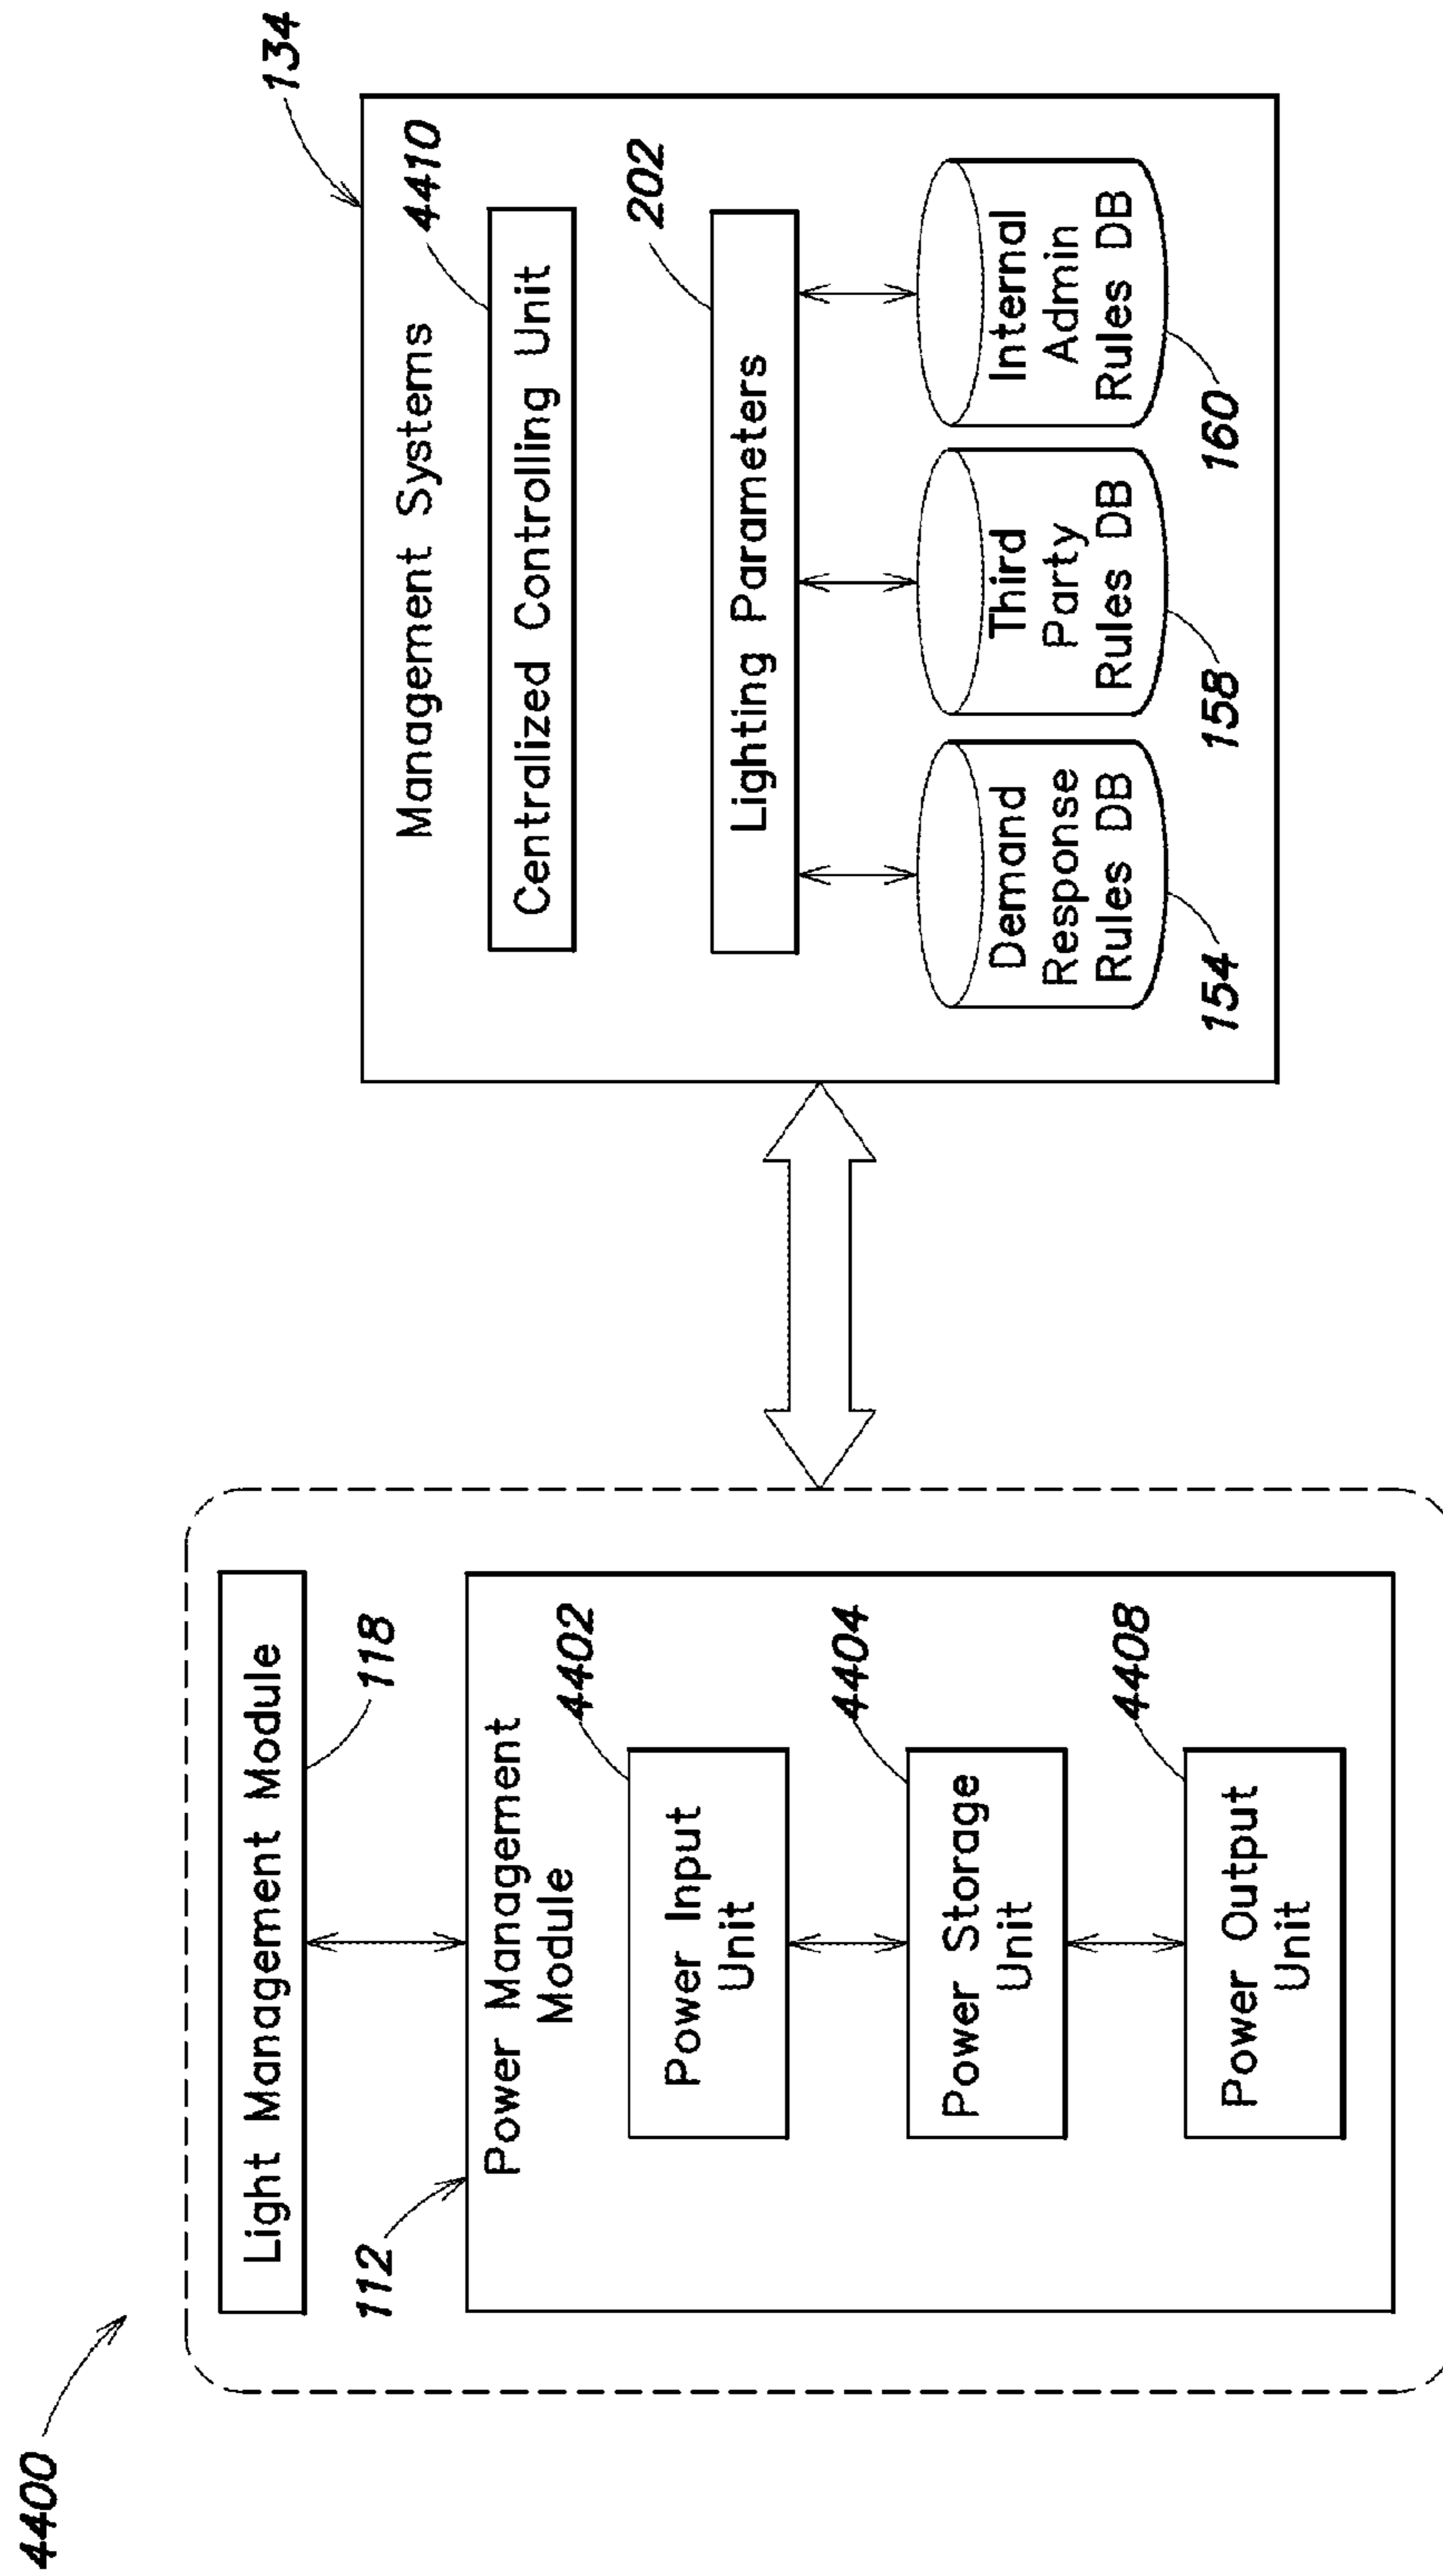 4400
Light Management Module
118
112
Power Management
Module
4402
Power Input
Unit
4404
Power Storage
Unit
4408
Power Output
Unit
134
Management Systems
4410
Centralized Controlling Unit
202
Lighting Parameters
Demand
Response
Rules DB
154
Third
Party
Rules DB
158
Internal
Admin
Rules DB
160